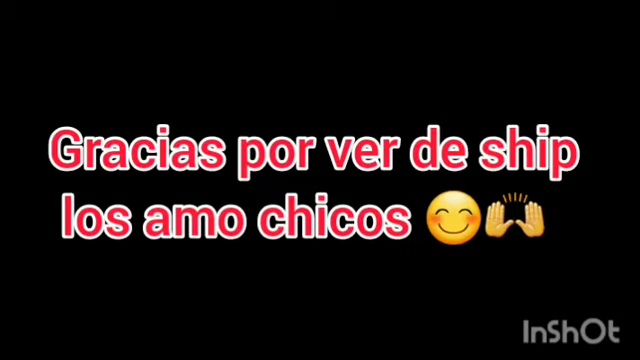 Gracias por ver de ship
los amo chicos 😊🙌
InShOt